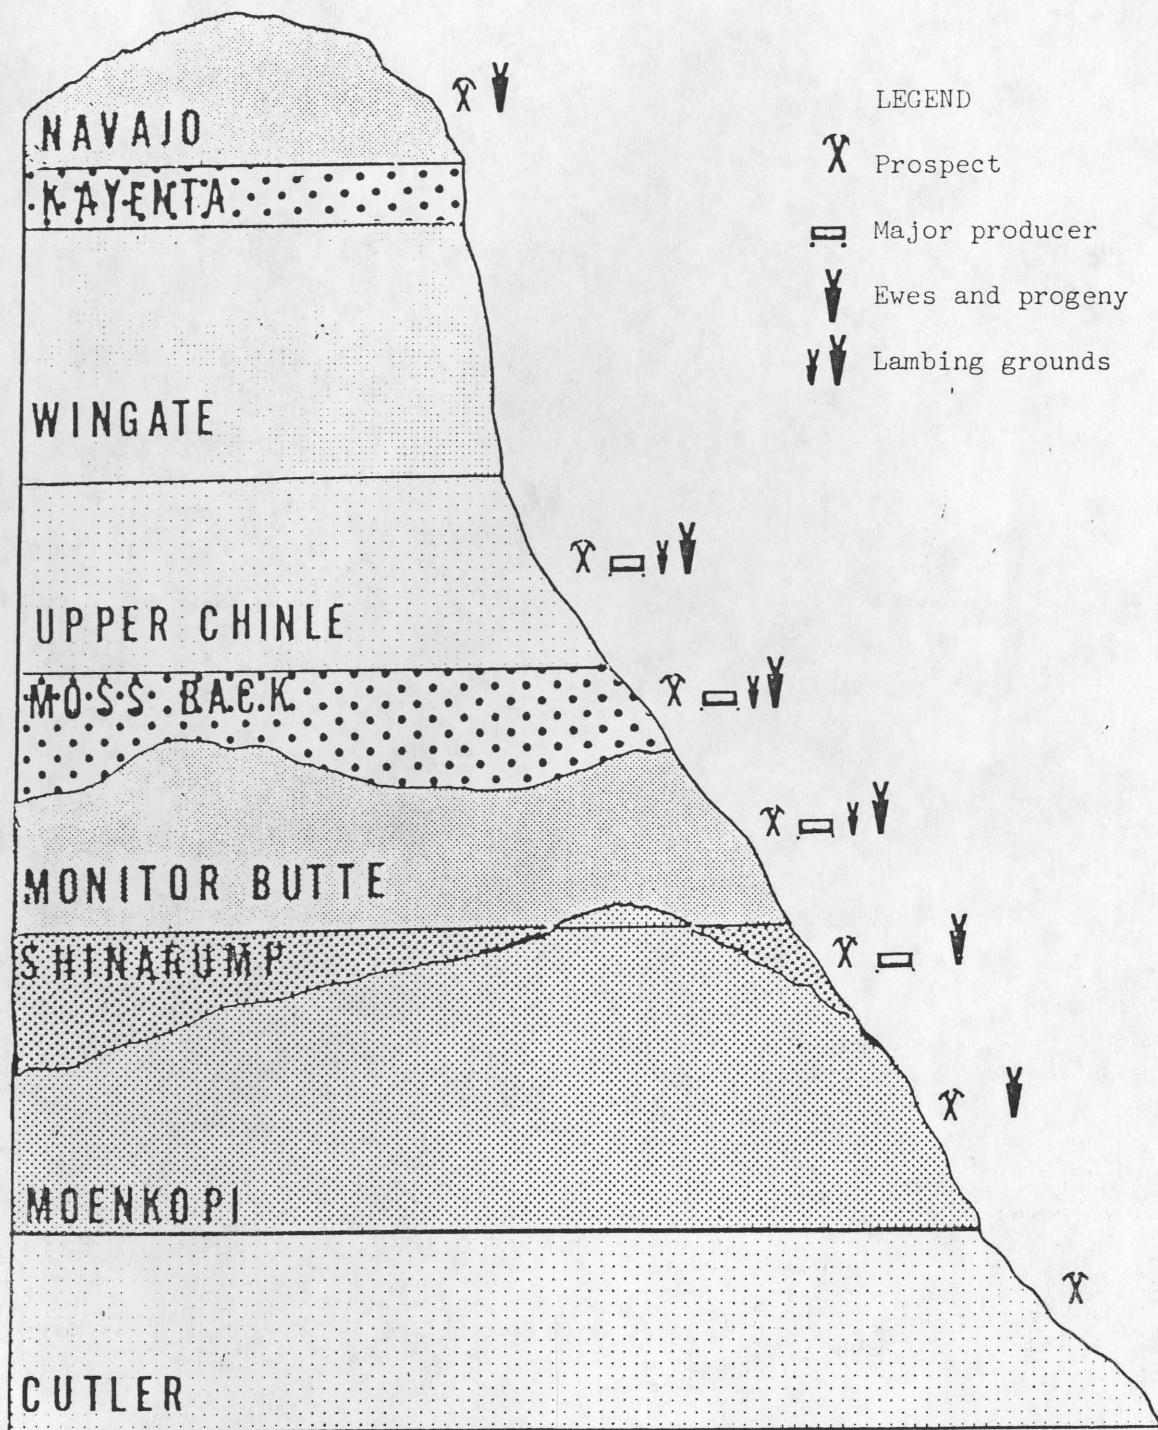 NAVAJO
KAYENTA
WINGATE
UPPER CHINLE
MOSS BACK
MONITOR BUTTE
SHINARUMP
MOENKOPI
CUTLER
LEGEND
Prospect
Major producer
Ewes and progeny
Lambing grounds